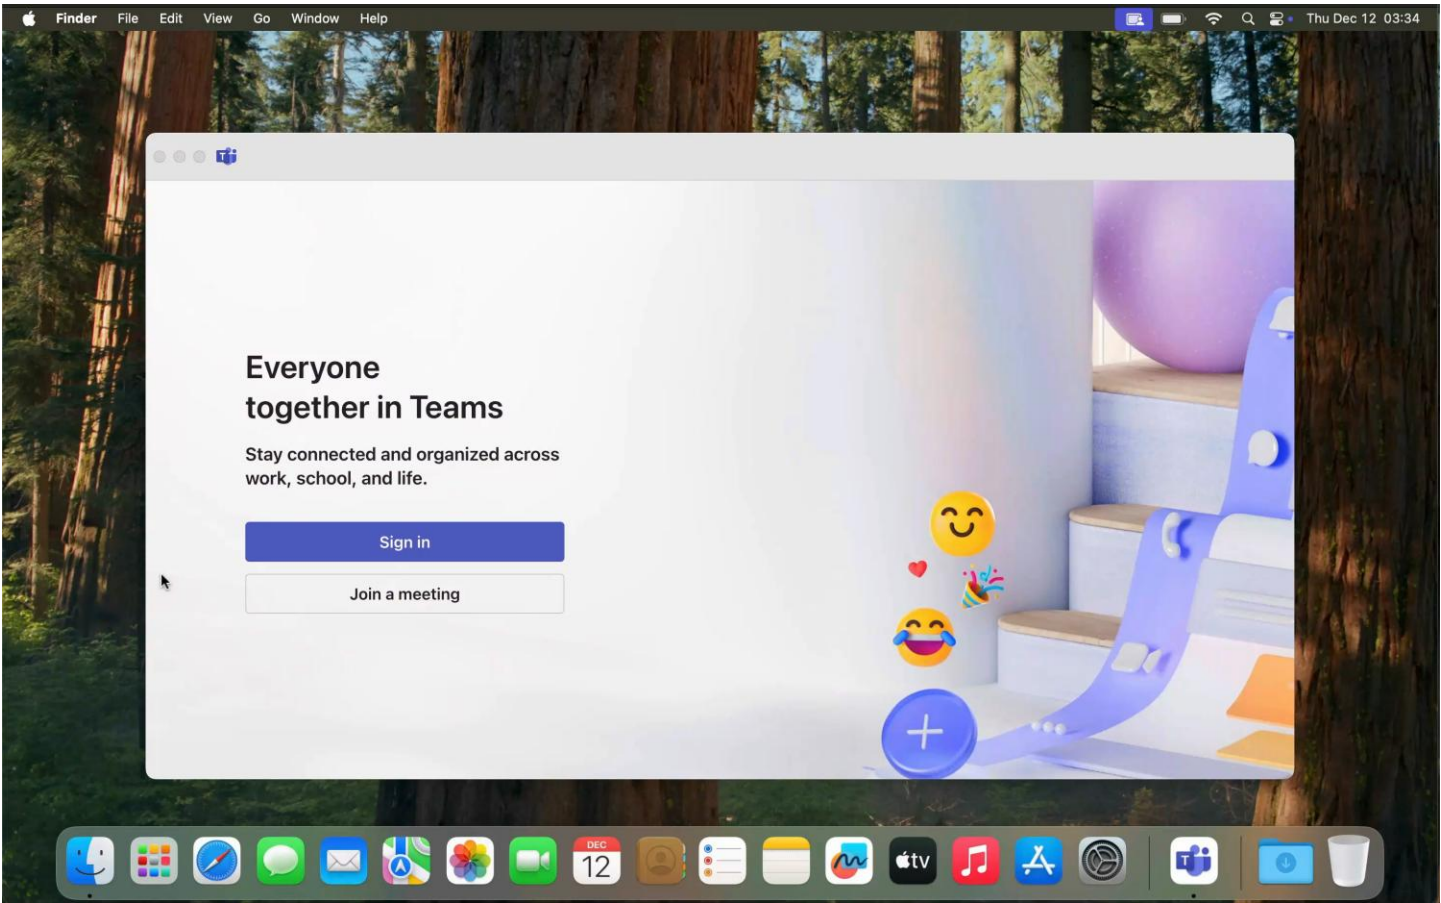 Finder File Edit View Go Window Help Thu Dec 12 03:34
Everyone
together in Teams
Stay connected and organized across
work, school, and life.
Sign in
Join a meeting
DEC
12
tv